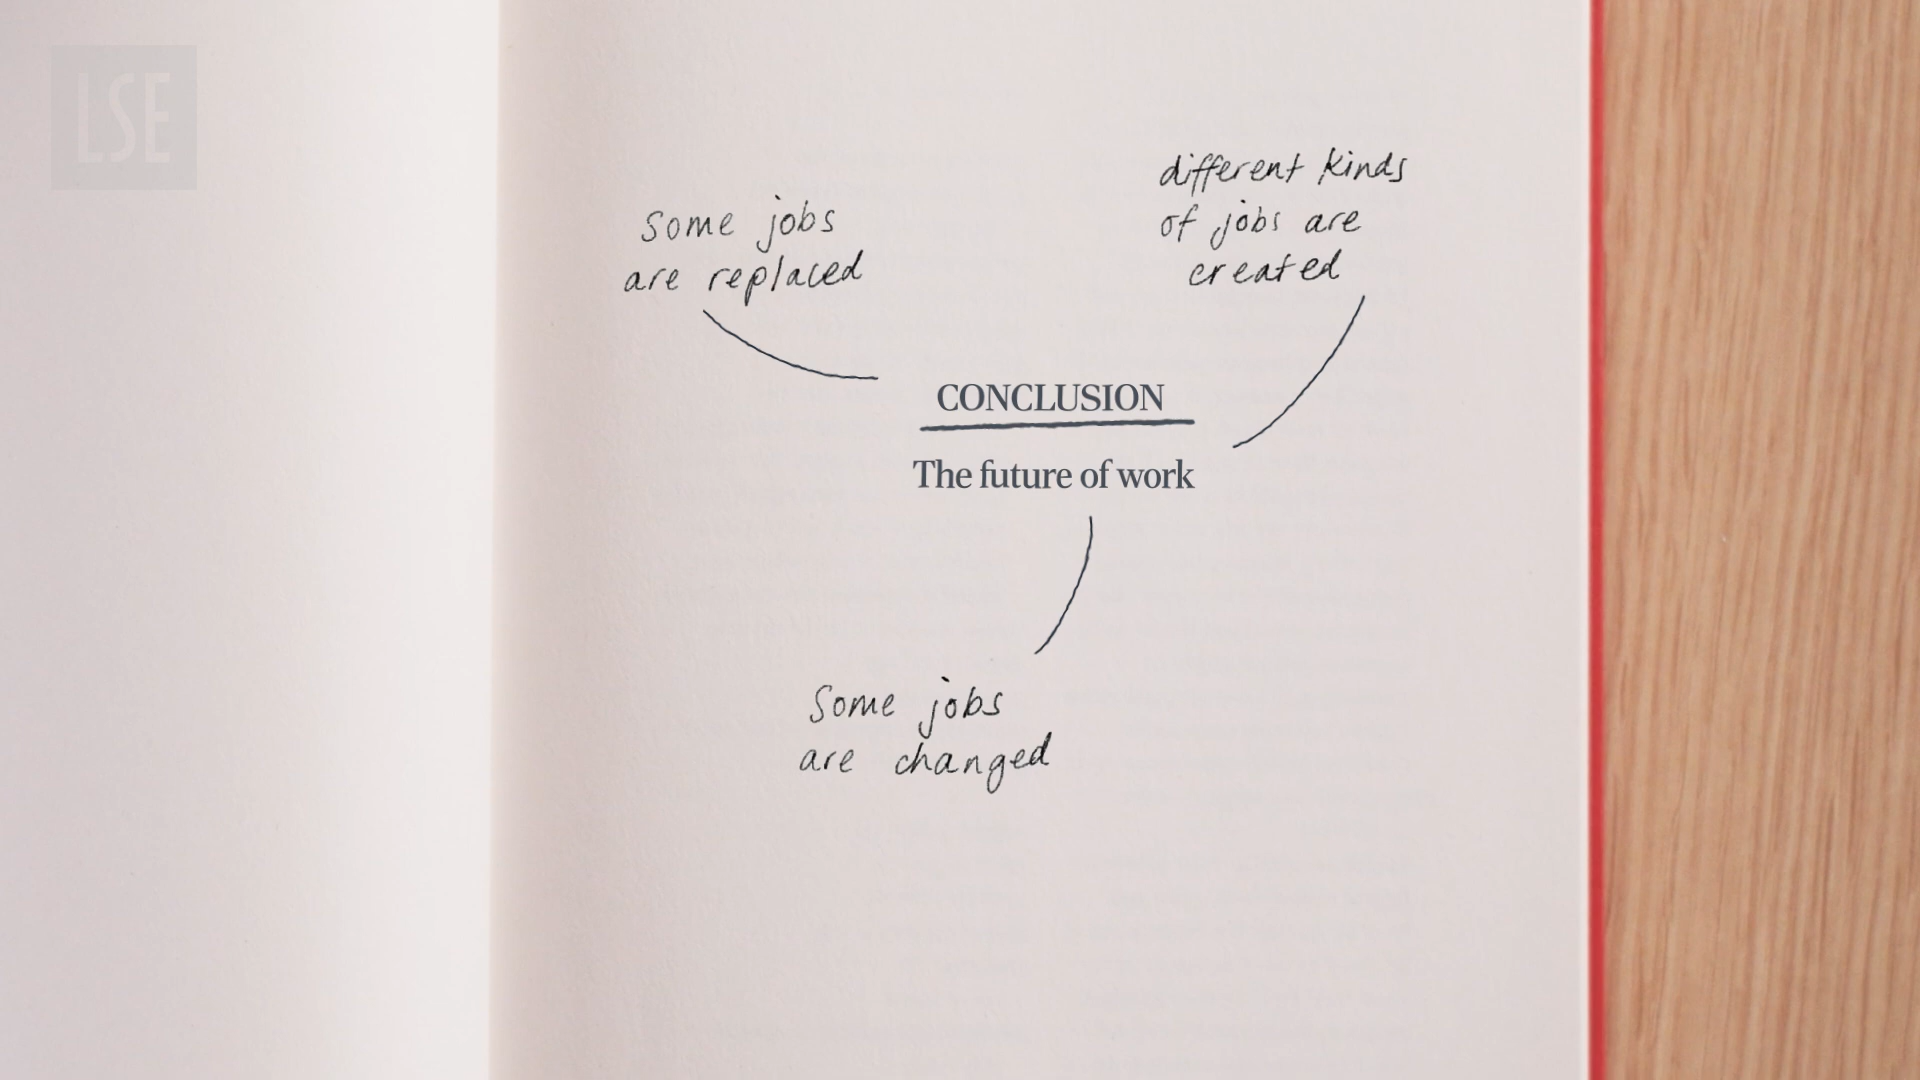 LSE
Some jobs
are replaced
different kinds
of jobs are
created
CONCLUSION
The future of work
Some jobs
are changed